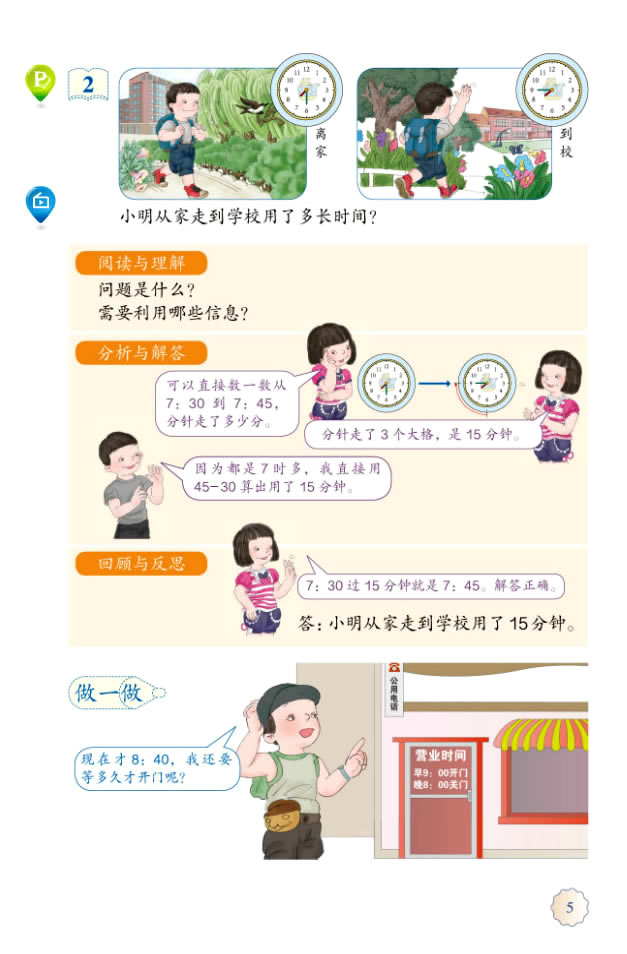 2
离家
到校
小明从家走到学校用了多长时间？
阅读与理解
问题是什么？
需要利用哪些信息？
分析与解答
可以直接数一数从
7：30 到 7：45，
分针走了多少分。
分针走了 3 个大格，是 15 分钟。
因为都是 7 时多，我直接用
45－30 算出用了 15 分钟。
回顾与反思
7：30 过 15 分钟就是 7：45。解答正确。
答：小明从家走到学校用了 15 分钟。
做一做
现在才 8：40，我还要
等多久才开门呢？
公用电话
营业时间
早9：00开门
晚8：00关门
5